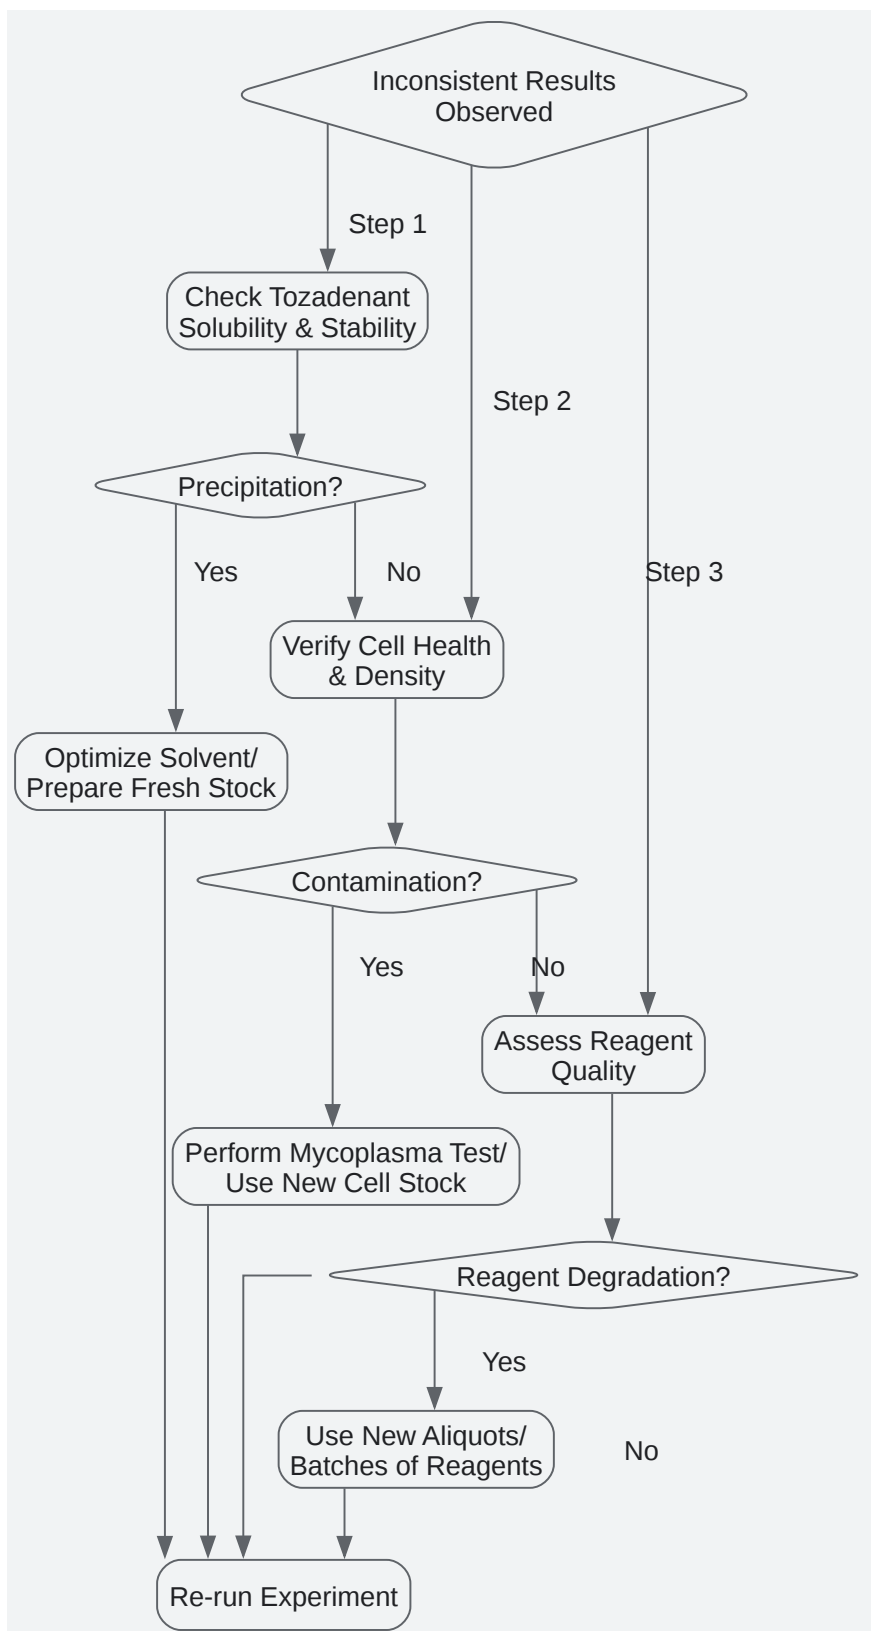 Inconsistent Results
Observed
Step 1
Check Tozadenant
Solubility & Stability
Step 2
Precipitation?
Yes
No
Step 3
Verify Cell Health
& Density
Optimize Solvent/
Prepare Fresh Stock
Contamination?
Yes
No
Assess Reagent
Quality
Perform Mycoplasma Test/
Use New Cell Stock
Reagent Degradation?
Yes
Use New Aliquots/
Batches of Reagents
No
Re-run Experiment